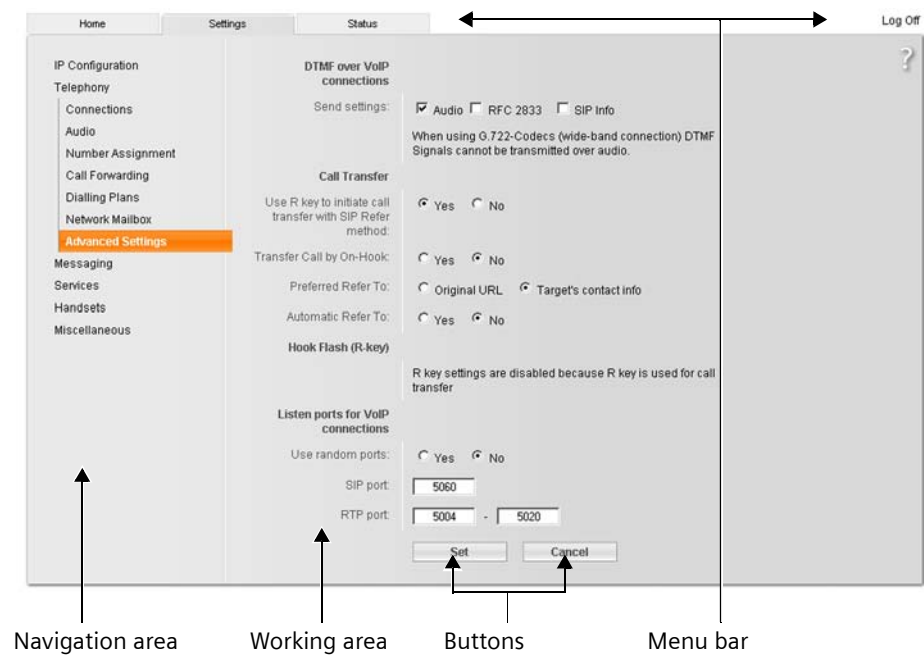 Home Settings Status Log Off
?
IP Configuration
Telephony
Connections
Audio
Number Assignment
Call Forwarding
Dialling Plans
Network Mailbox
Advanced Settings
Messaging
Services
Handsets
Miscellaneous
DTMF over VoIP
connections
Send settings: Audio RFC 2833 SIP Info
When using G.722-Codecs (wide-band connection) DTMF
Signals cannot be transmitted over audio.
Call Transfer
Use R key to initiate call
transfer with SIP Refer
method:
Yes No
Transfer Call by On-Hook: Yes No
Preferred Refer To: Original URL Target's contact info
Automatic Refer To: Yes No
Hook Flash (R-key)
R key settings are disabled because R key is used for call
transfer
Listen ports for VoIP
connections
Use random ports: Yes No
SIP port: 5060
RTP port: 5004 - 5020
Set Cancel
Navigation area Working area Buttons Menu bar